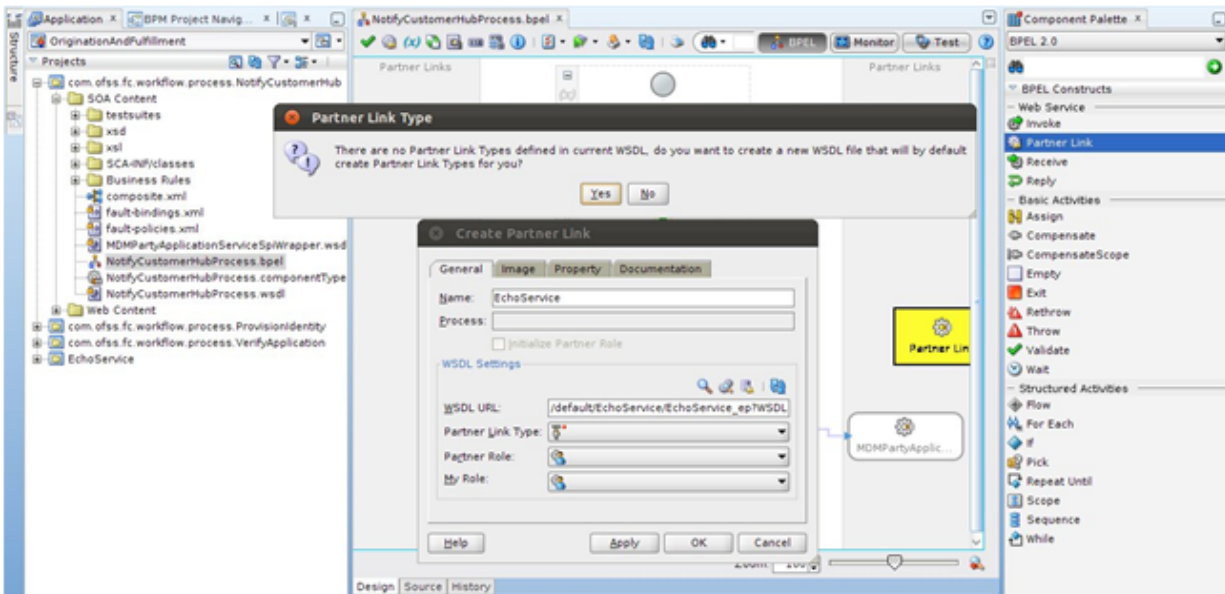 Structure
Application
BPM Project Navig...
OriginationAndFulfillment
Projects
com.ofss.fc.workflow.process.NotifyCustomerHub
SOA Content
testsuites
xsd
xsl
SCA-INF/classes
Business Rules
composite.xml
fault-bindings.xml
fault-policies.xml
MDMPartyApplicationServiceSpiWrapper.wsd
NotifyCustomerHubProcess.bpel
NotifyCustomerHubProcess.componentType
NotifyCustomerHubProcess.wsdl
Web Content
com.ofss.fc.workflow.process.ProvisionIdentity
com.ofss.fc.workflow.process.VerifyApplication
EchoService
NotifyCustomerHubProcess.bpel
BPEL
Monitor
Test
Partner Links
Partner Links
Partner Link Type
There are no Partner Link Types defined in current WSDL, do you want to create a new WSDL file that will by default
create Partner Link Types for you?
Yes
No
Create Partner Link
General
Image
Property
Documentation
Name:
EchoService
Process:
Initialize Partner Role
WSDL Settings
WSDL URL:
/default/EchoService/EchoService_ep?WSDL
Partner Link Type:
Partner Role:
My Role:
Help
Apply
OK
Cancel
Partner Lin
MDMPartyApplic...
Zoom:
100
Design
Source
History
Component Palette
BPEL 2.0
BPEL Constructs
Web Service
Invoke
Partner Link
Receive
Reply
Basic Activities
Assign
Compensate
CompensateScope
Empty
Exit
Rethrow
Throw
Validate
Wait
Structured Activities
Flow
For Each
If
Pick
Repeat Until
Scope
Sequence
While